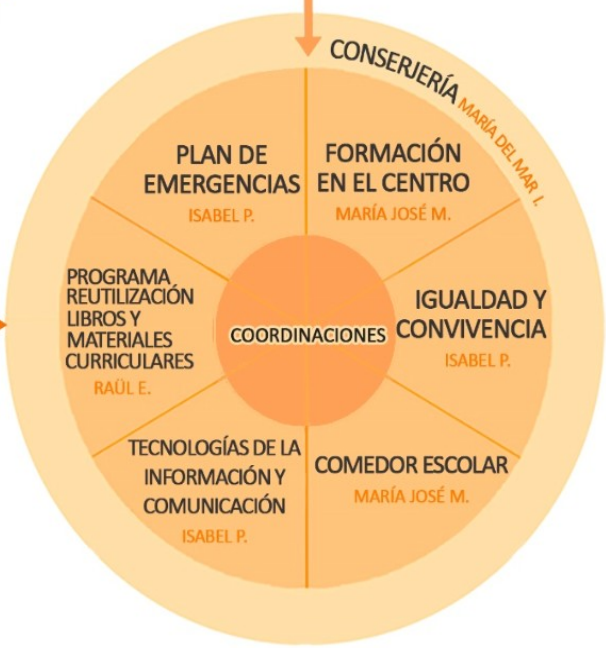 CONSERJERÍA
MARÍA DEL MAR I.
PLAN DE
EMERGENCIAS
ISABEL P.
FORMACIÓN
EN EL CENTRO
MARÍA JOSÉ M.
PROGRAMA
REUTILIZACIÓN
LIBROS Y
MATERIALES
CURRICULARES
RAÜL E.
COORDINACIONES
IGUALDAD Y
CONVIVENCIA
ISABEL P.
TECNOLOGÍAS DE LA
INFORMACIÓN Y
COMUNICACIÓN
ISABEL P.
COMEDOR ESCOLAR
MARÍA JOSÉ M.